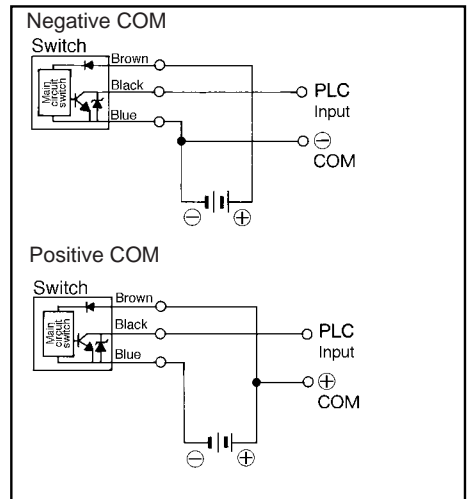 Negative COM
Switch
Brown
Black
PLC
Input
Main
circuit
switch
Blue
⊖
COM
⊖ ⊕
Positive COM
Switch
Brown
Black
PLC
Input
Main
circuit
switch
Blue
⊕
COM
⊖ ⊕